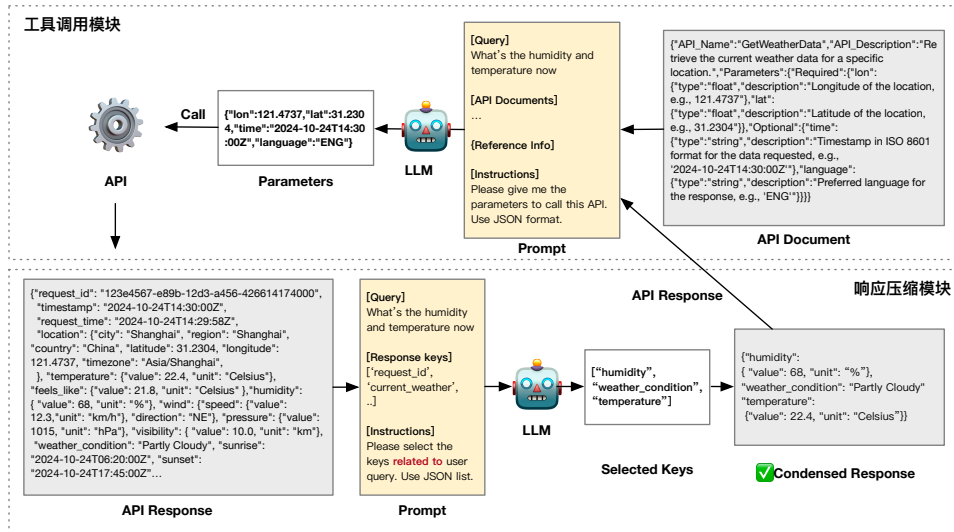 工具调用模块
[Query]
What's the humidity and
temperature now
[API Documents]
...
{Reference Info]
[Instructions]
Please give me the
parameters to call this API.
Use JSON format.
Prompt
{"API_Name":"GetWeatherData","API_Description":"Ret
rieve the current weather data for a specific
location.","Parameters":{"Required":{"lon":
{"type":"float","description":"Longitude of the location,
e.g., 121.4737"},"lat":
{"type":"float","description":"Latitude of the location,
e.g., 31.2304"}},"Optional":{"time":
{"type":"string","description":"Timestamp in ISO 8601
format for the data requested, e.g.,
'2024-10-24T14:30:00Z'"},"language":
{"type":"string","description":"Preferred language for
the response, e.g., 'ENG'"}}}}
API Document
LLM
{"lon":121.4737,"lat":31.230
4,"time":"2024-10-24T14:30
:00Z","language":"ENG"}
Parameters
Call
API
响应压缩模块
API Response
{"request_id": "123e4567-e89b-12d3-a456-426614174000",
"timestamp": "2024-10-24T14:30:00Z",
"request_time": "2024-10-24T14:29:58Z",
"location": {"city": "Shanghai", "region": "Shanghai",
"country": "China", "latitude": 31.2304, "longitude":
121.4737, "timezone": "Asia/Shanghai",
}, "temperature": {"value": 22.4, "unit": "Celsius"},
"feels_like": {"value": 21.8, "unit": "Celsius" },"humidity":
{ "value": 68, "unit": "%"}, "wind": {"speed": {"value":
12.3,"unit": "km/h"}, "direction": "NE"}, "pressure": {"value":
1015, "unit": "hPa"}, "visibility": { "value": 10.0, "unit": "km"},
"weather_condition": "Partly Cloudy", "sunrise":
"2024-10-24T06:20:00Z", "sunset":
"2024-10-24T17:45:00Z"...
API Response
[Query]
What's the humidity
and temperature now
[Response keys]
['request_id',
'current_weather',
..]
[Instructions]
Please select the
keys related to user
query. Use JSON list.
Prompt
LLM
["humidity",
"weather_condition",
"temperature"]
Selected Keys
{"humidity":
{ "value": 68, "unit": "%"},
"weather_condition": "Partly Cloudy"
"temperature":
{"value": 22.4, "unit": "Celsius"}}
Condensed Response